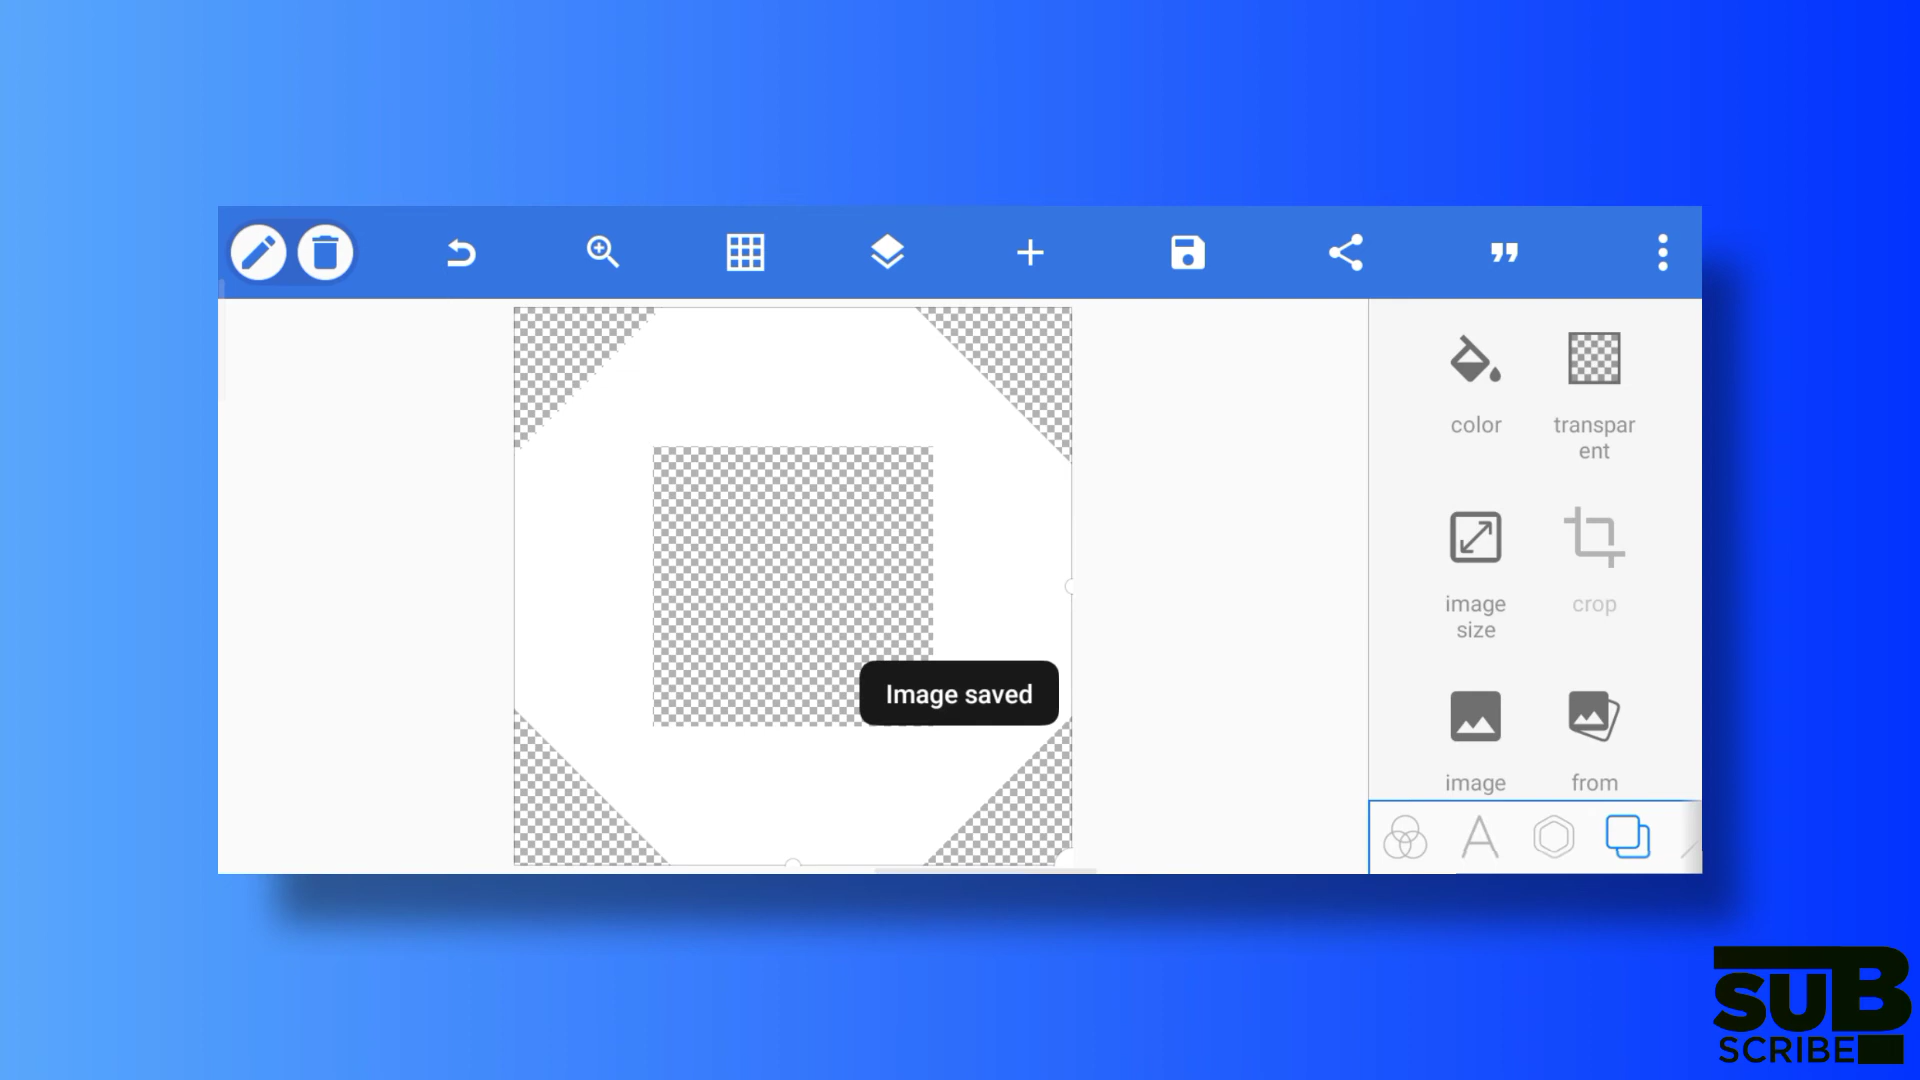 color
transpar
ent
image
size
crop
Image saved
image
from
SUB
SCRIBE